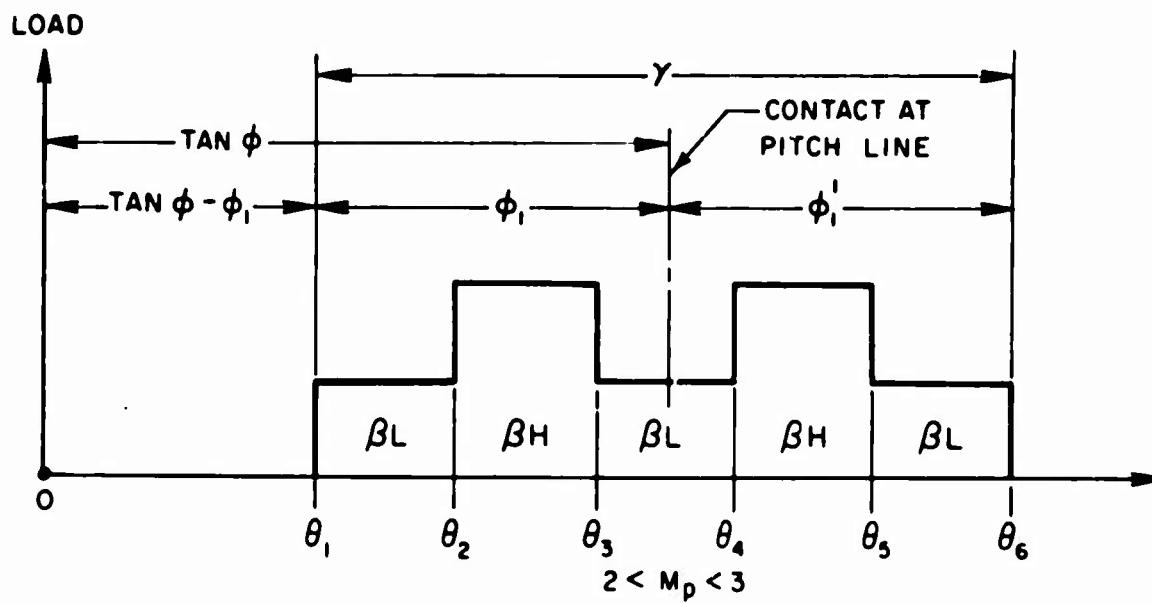 LOAD
γ
CONTACT AT
PITCH LINE
TAN ϕ
TAN ϕ - ϕ₁
ϕ₁
ϕ₁'
βL
βH
βL
βH
βL
0
θ₁
θ₂
θ₃
θ₄
θ₅
θ₆
2 < Mₚ < 3